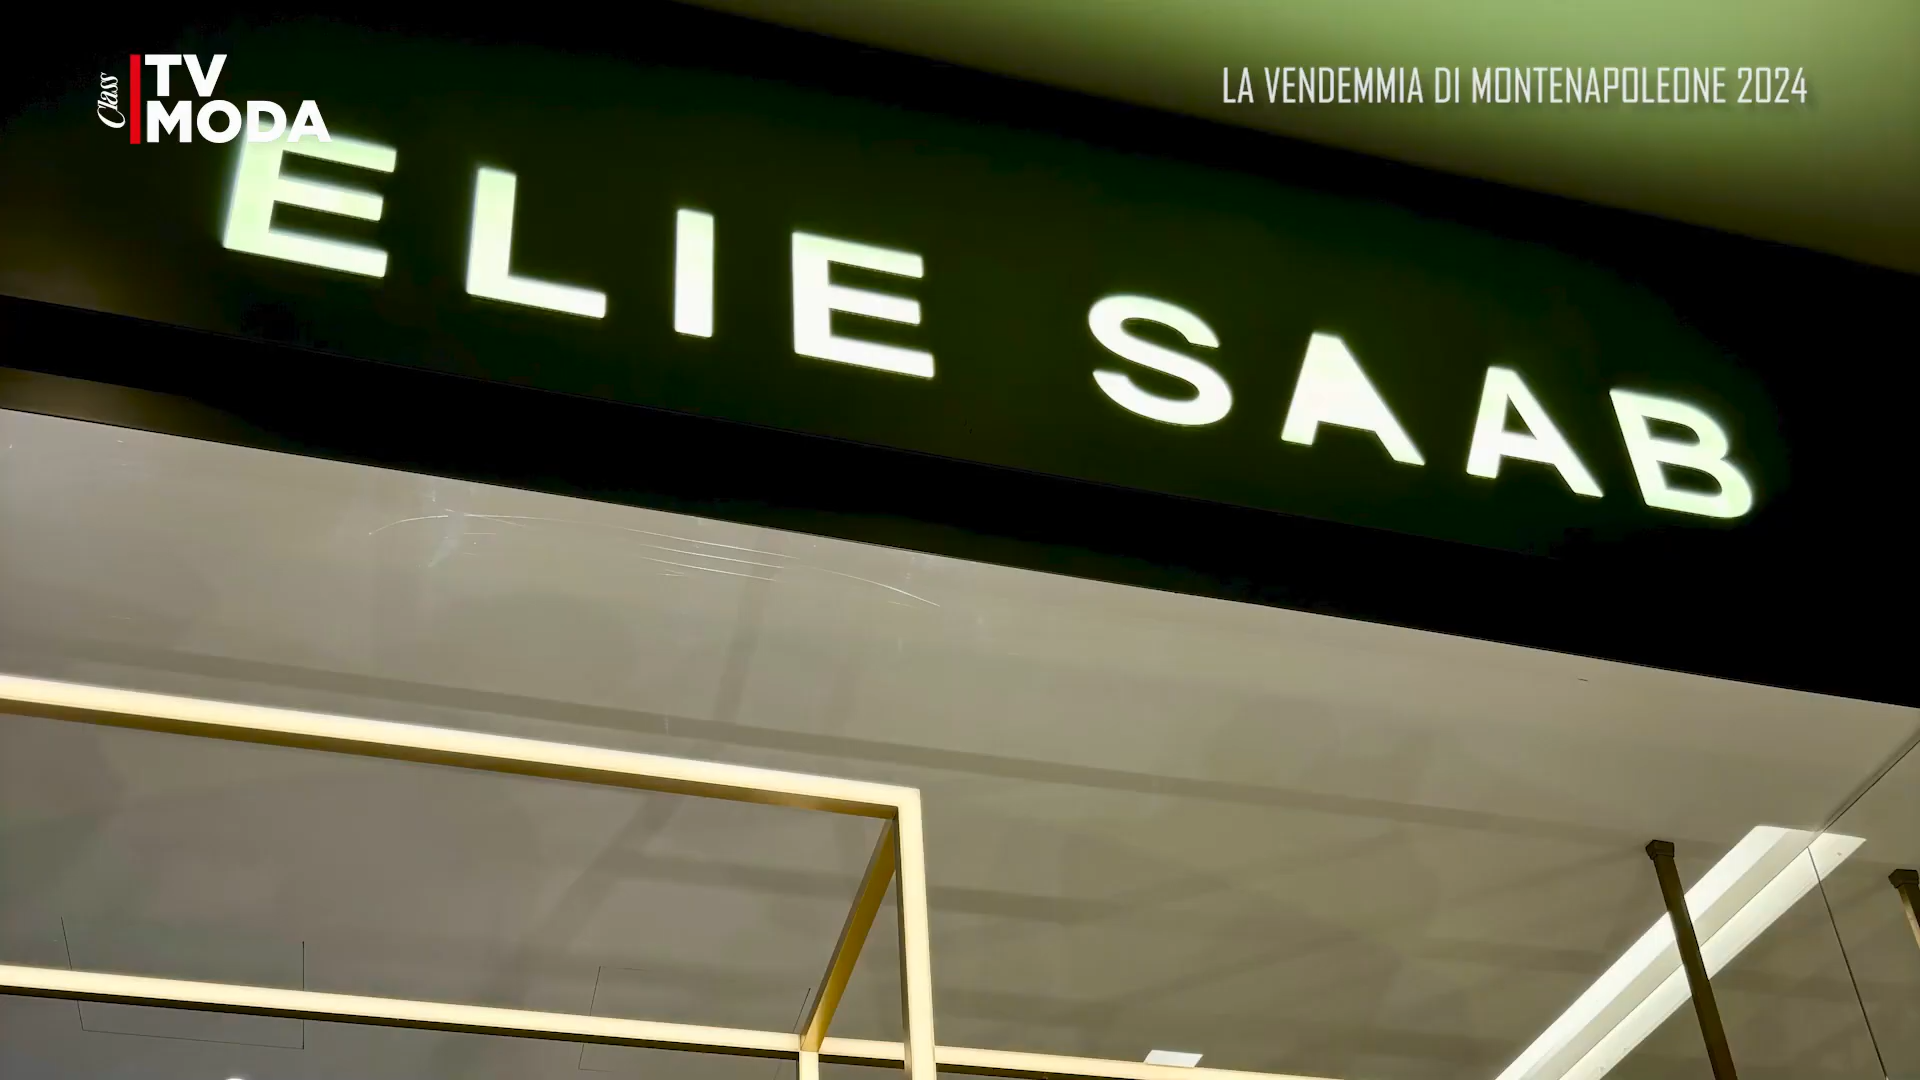 Class
TV
MODA
LA VENDEMMIA DI MONTENAPOLEONE 2024
ELIE SAAB